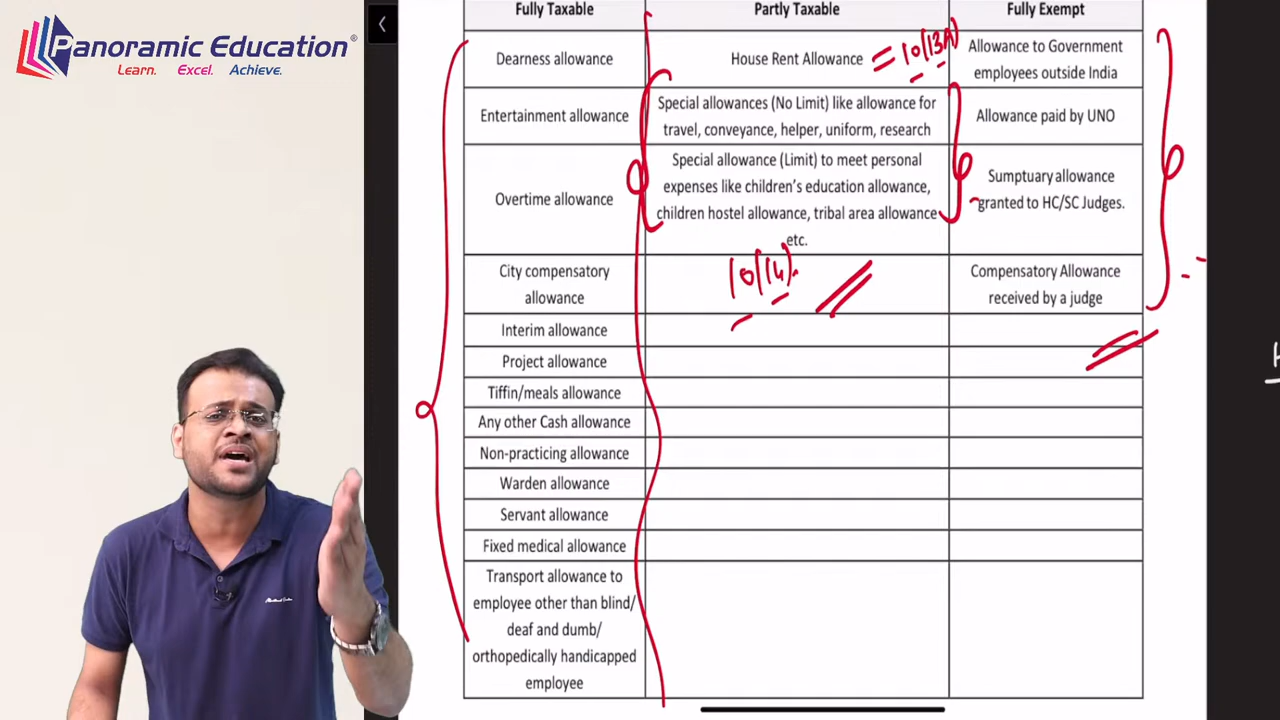 Panoramic Education®
Learn. Excel. Achieve.
Fully Taxable
Partly Taxable
Fully Exempt
Dearness allowance
House Rent Allowance
= 10(13A)
Allowance to Government
employees outside India
Entertainment allowance
Special allowances (No Limit) like allowance for
travel, conveyance, helper, uniform, research
Allowance paid by UNO
Overtime allowance
Special allowance (Limit) to meet personal
expenses like children's education allowance,
children hostel allowance, tribal area allowance
etc.
Sumptuary allowance
granted to HC/SC Judges.
City compensatory
allowance
10(14).
Compensatory Allowance
received by a judge
Interim allowance
Project allowance
Tiffin/meals allowance
Any other Cash allowance
Non-practicing allowance
Warden allowance
Servant allowance
Fixed medical allowance
Transport allowance to
employee other than blind/
deaf and dumb/
orthopedically handicapped
employee